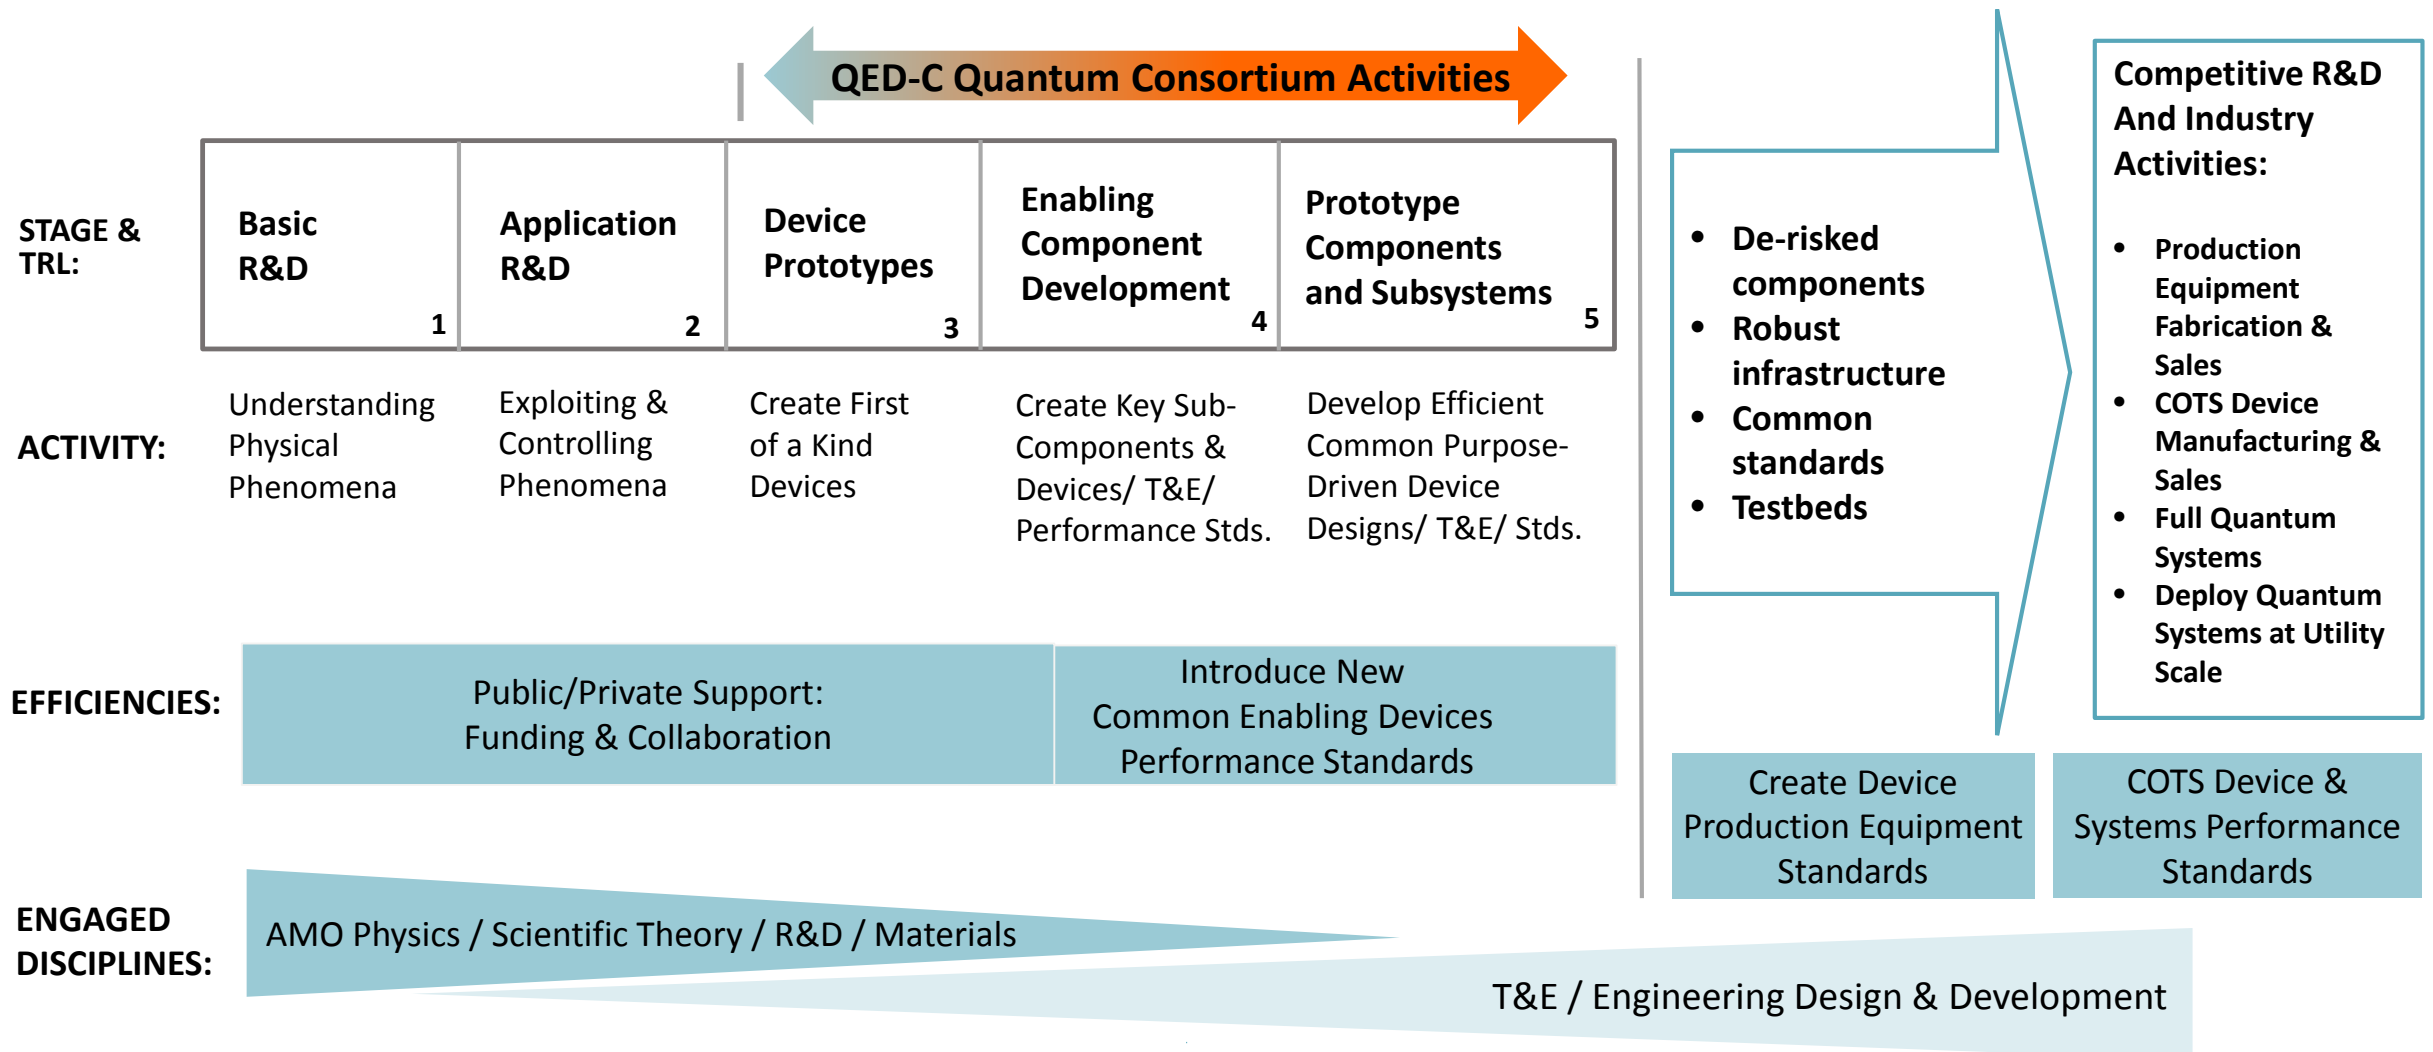 QED-C Quantum Consortium Activities
STAGE &
TRL:
Basic
R&D
1
Application
R&D
2
Device
Prototypes
3
Enabling
Component
Development
4
Prototype
Components
and Subsystems
5
ACTIVITY:
Understanding
Physical
Phenomena
Exploiting &
Controlling
Phenomena
Create First
of a Kind
Devices
Create Key Sub-
Components &
Devices/ T&E/
Performance Stds.
Develop Efficient
Common Purpose-
Driven Device
Designs/ T&E/ Stds.
EFFICIENCIES:
Public/Private Support:
Funding & Collaboration
Introduce New
Common Enabling Devices
Performance Standards
ENGAGED
DISCIPLINES:
AMO Physics / Scientific Theory / R&D / Materials
T&E / Engineering Design & Development
• De-risked
components
• Robust
infrastructure
• Common
standards
• Testbeds
Create Device
Production Equipment
Standards
Competitive R&D
And Industry
Activities:
• Production
Equipment
Fabrication &
Sales
• COTS Device
Manufacturing &
Sales
• Full Quantum
Systems
• Deploy Quantum
Systems at Utility
Scale
COTS Device &
Systems Performance
Standards